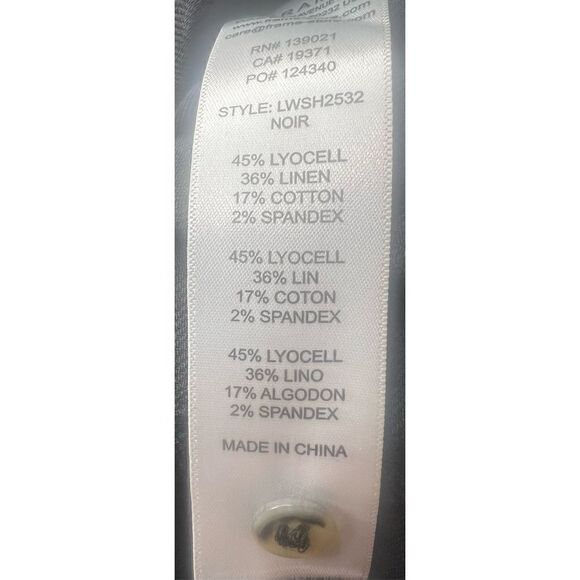 RN# 139021
CA# 19371
PO# 124340
STYLE: LWSH2532
NOIR
45% LYOCELL
36% LINEN
17% COTTON
2% SPANDEX
45% LYOCELL
36% LIN
17% COTON
2% SPANDEX
45% LYOCELL
36% LINO
17% ALGODON
2% SPANDEX
MADE IN CHINA